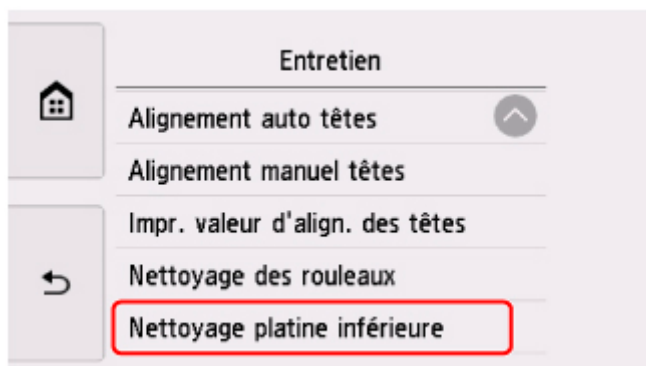 Entretien
Alignement auto têtes
Alignement manuel têtes
Impr. valeur d'align. des têtes
Nettoyage des rouleaux
Nettoyage platine inférieure